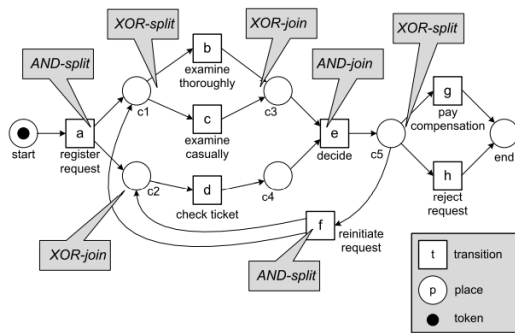 XOR-split
XOR-join
XOR-split
AND-split
AND-join
b
examine
thoroughly
g
pay
compensation
a
register
request
start
c1
c
examine
casually
c3
e
decide
c5
end
c2
d
check ticket
c4
h
reject
request
XOR-join
f
reinitiate
request
AND-split
t transition
p place
token